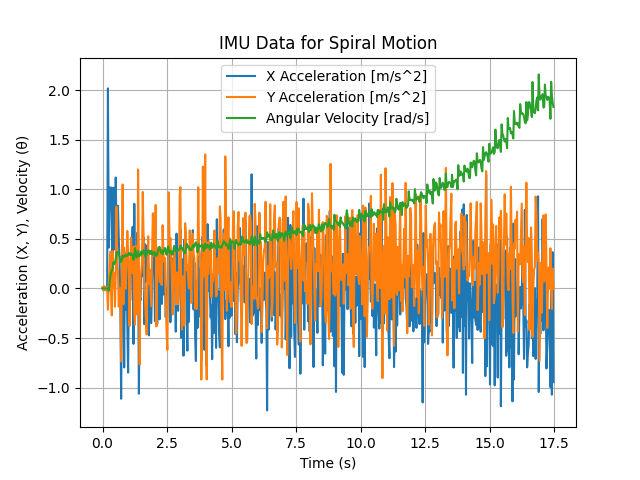 IMU Data for Spiral Motion
X Acceleration [m/s^2]
Y Acceleration [m/s^2]
Angular Velocity [rad/s]
Acceleration (X, Y), Velocity (θ)
2.0
1.5
1.0
0.5
0.0
−0.5
−1.0
0.0 2.5 5.0 7.5 10.0 12.5 15.0 17.5
Time (s)